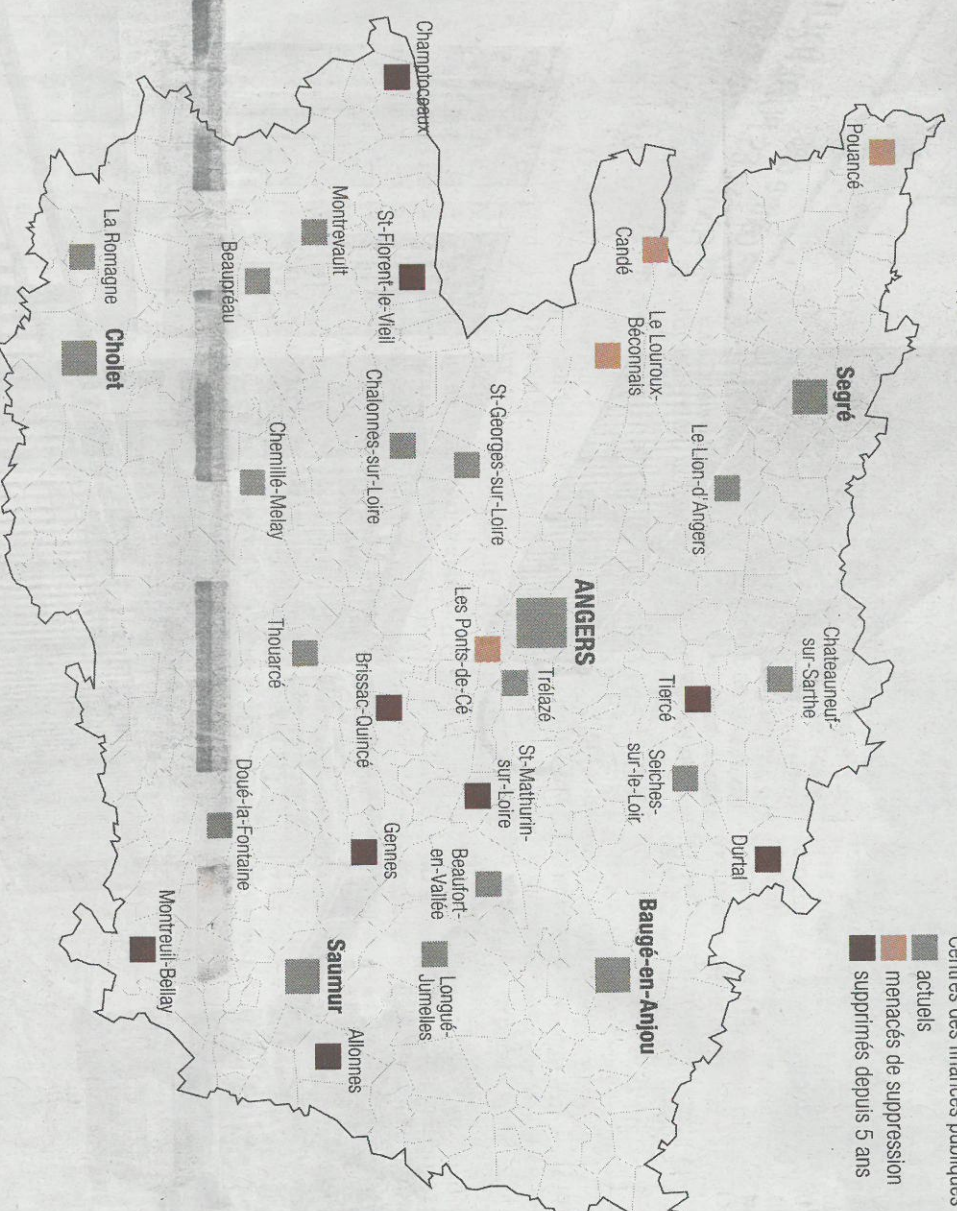 Centres des finances publiques
actuels
menacés de suppression
supprimés depuis 5 ans
Pouancé
Segré
Candé
Le Louroux-
Béconnais
Le Lion-d'Angers
Chateauneuf-
sur-Sarthe
Tiercé
Seiches-
sur-le-Loir
Durtal
Baugé-en-Anjou
ANGERS
Trélazé
Les Ponts-de-Cé
St-Mathurin-
sur-Loire
Beaufort-
en-Vallée
Longué-
Jumelles
St-Georges-sur-Loire
Chalonnes-sur-Loire
Champtoceaux
St-Florent-le-Vieil
Montrevault
Beaupréau
Chemillé-Melay
Thouarcé
Brissac-Quincé
Gennes
Saumur
Allonnes
Doué-la-Fontaine
Montreuil-Bellay
La Romagne
Cholet